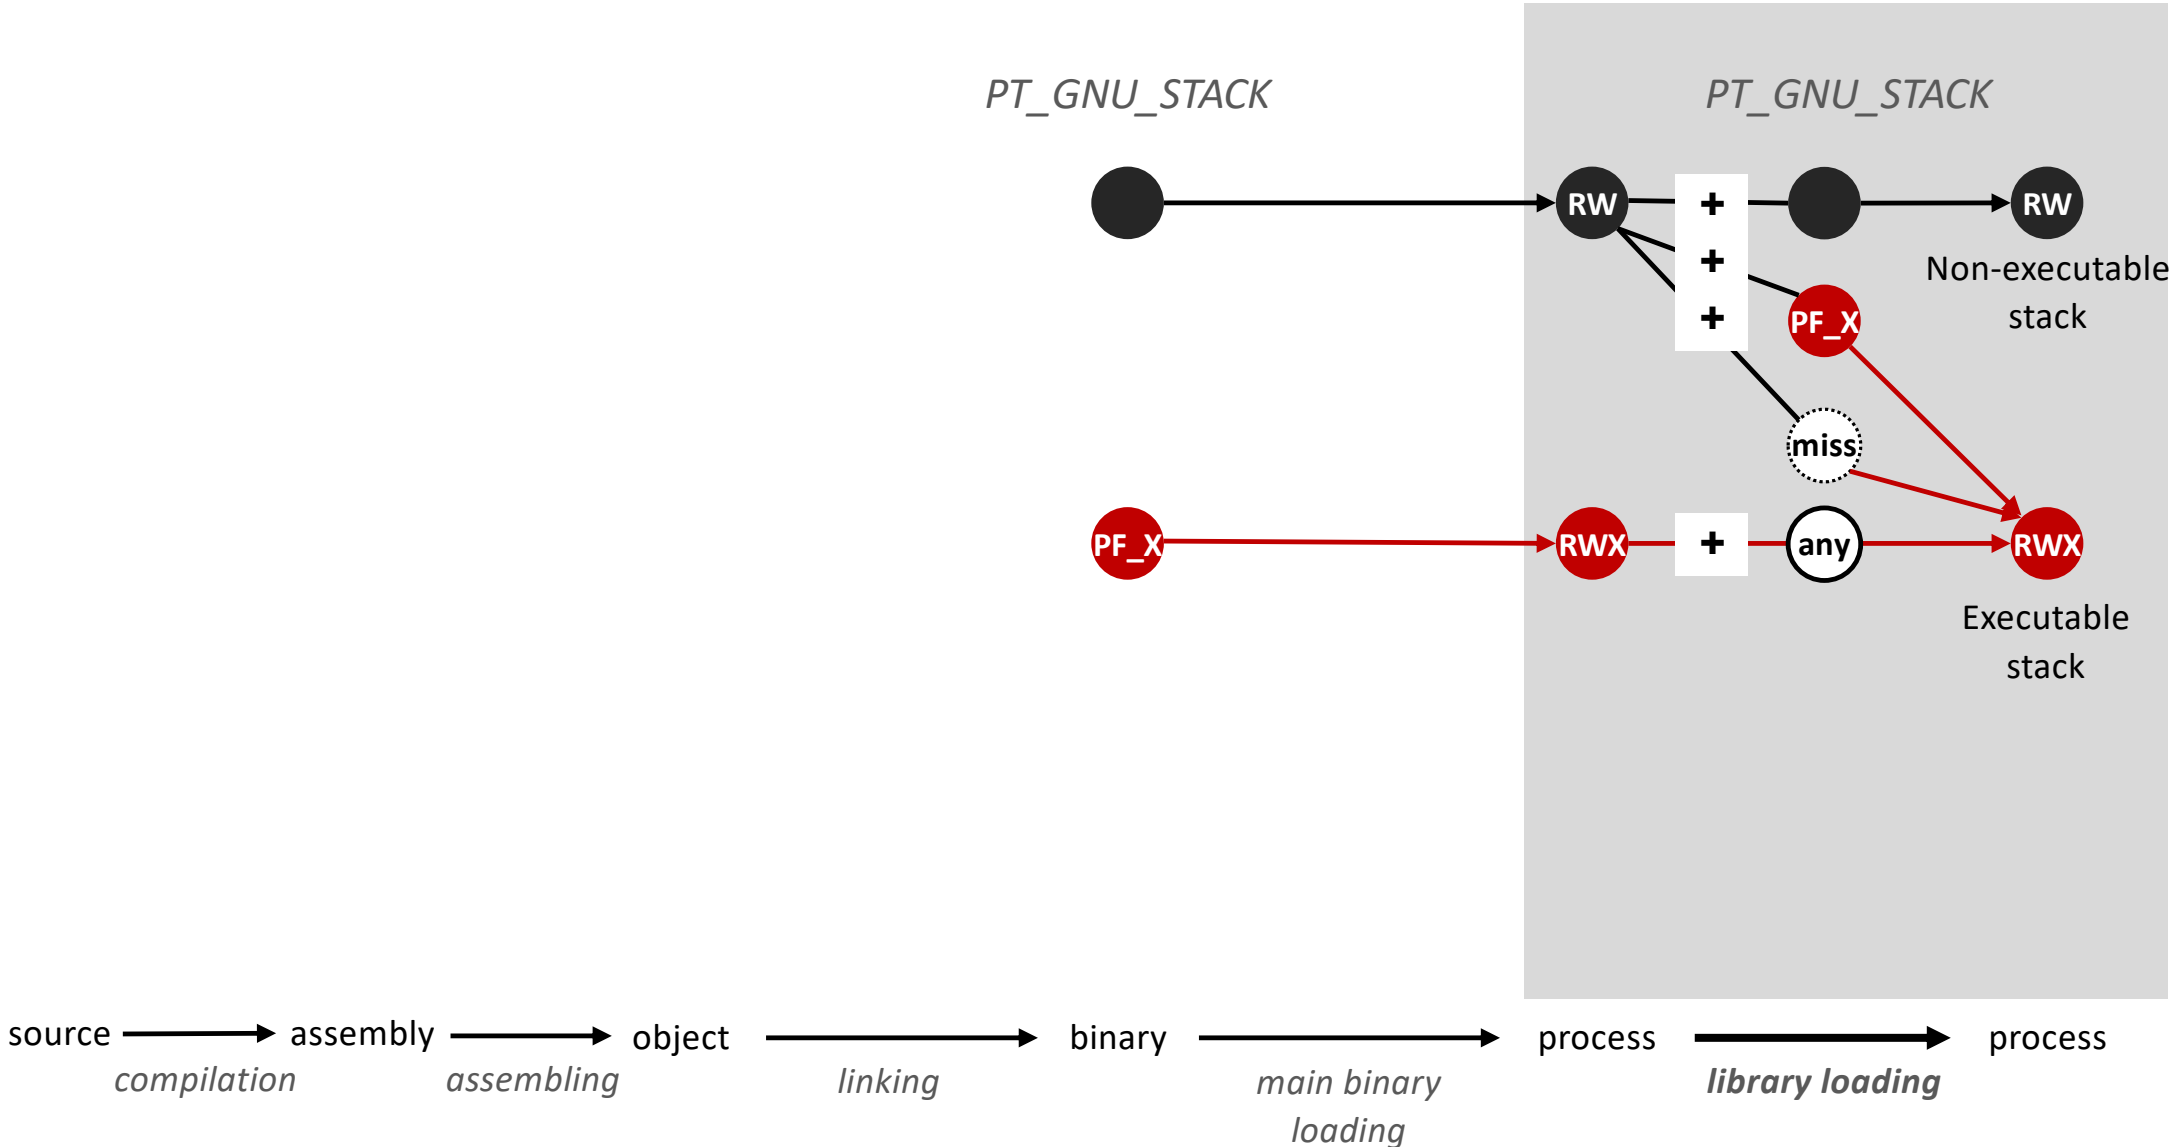 PT_GNU_STACK
PT_GNU_STACK
RW
+
RW
+
Non-executable
stack
+
PF_X
miss
PF_X
RWX
+
any
RWX
Executable
stack
source
assembly
object
binary
process
process
compilation
assembling
linking
main binary
loading
library loading